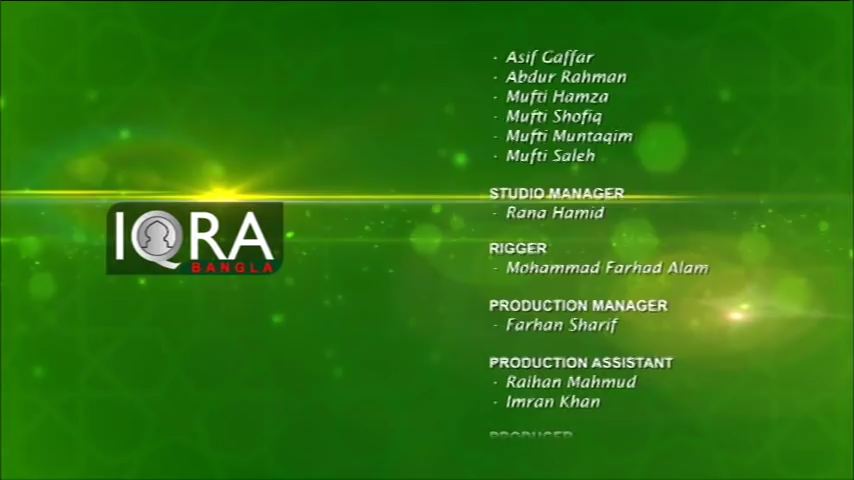 IQRA
BANGLA
- Asif Gaffar
- Abdur Rahman
- Mufti Hamza
- Mufti Shofiq
- Mufti Muntaqim
- Mufti Saleh
STUDIO MANAGER
- Rana Hamid
RIGGER
- Mohammad Farhad Alam
PRODUCTION MANAGER
- Farhan Sharif
PRODUCTION ASSISTANT
- Raihan Mahmud
- Imran Khan
PRODUCER